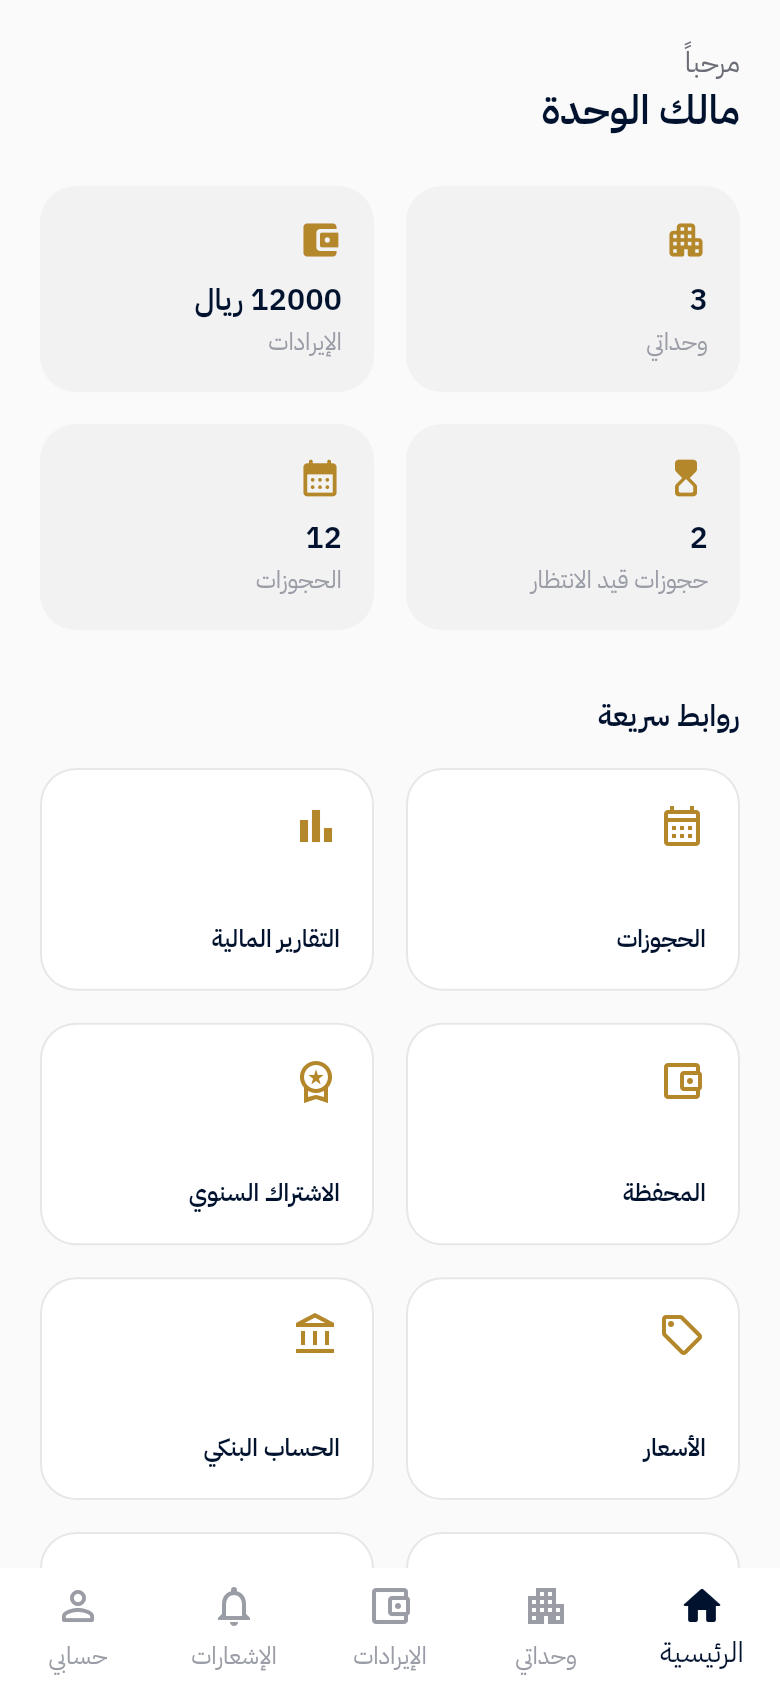 مرحباً
مالك الوحدة
3
وحداتي
12000 ريال
الإيرادات
2
حجوزات قيد الانتظار
12
الحجوزات
روابط سريعة
الحجوزات
التقارير المالية
المحفظة
الاشتراك السنوي
الأسعار
الحساب البنكي
الرئيسية
وحداتي
الإيرادات
الإشعارات
حسابي